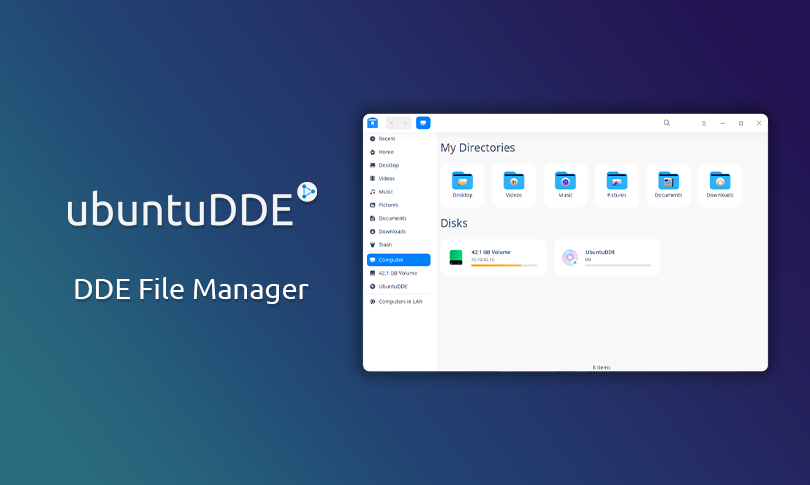 ubuntuDDE
DDE File Manager
Recent
Home
Desktop
Videos
Music
Pictures
Documents
Downloads
Trash
Computer
42.1 GB Volume
UbuntuDDE
Computers in LAN
My Directories
Desktop
Videos
Music
Pictures
Documents
Downloads
Disks
42.1 GB Volume
UbuntuDDE
0M
8 items